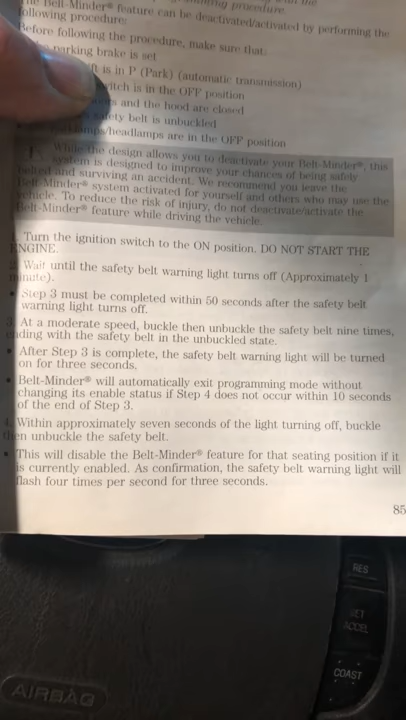 the
procedure.
The Belt-Minder® feature can be deactivated/activated by performing the
following procedure:
Before following the procedure, make sure that:
parking brake is set
is in P (Park) (automatic transmission)
switch is in the OFF position
and the hood are closed
safety belt is unbuckled
/headlamps are in the OFF position
While the design allows you to deactivate your Belt-Minder®, this
system is designed to improve your chances of being safely
belted and surviving an accident. We recommend you leave the
Belt-Minder® system activated for yourself and others who may use the
vehicle. To reduce the risk of injury, do not deactivate/activate the
Belt-Minder® feature while driving the vehicle.
1. Turn the ignition switch to the ON position. DO NOT START THE
ENGINE.
2. Wait until the safety belt warning light turns off (Approximately 1
minute).
• Step 3 must be completed within 50 seconds after the safety belt
warning light turns off.
3. At a moderate speed, buckle then unbuckle the safety belt nine times,
ending with the safety belt in the unbuckled state.
• After Step 3 is complete, the safety belt warning light will be turned
on for three seconds.
• Belt-Minder® will automatically exit programming mode without
changing its enable status if Step 4 does not occur within 10 seconds
of the end of Step 3.
4. Within approximately seven seconds of the light turning off, buckle
then unbuckle the safety belt.
• This will disable the Belt-Minder® feature for that seating position if it
is currently enabled. As confirmation, the safety belt warning light will
flash four times per second for three seconds.
85
RES
SET
ACCEL
COAST
AIRBAG